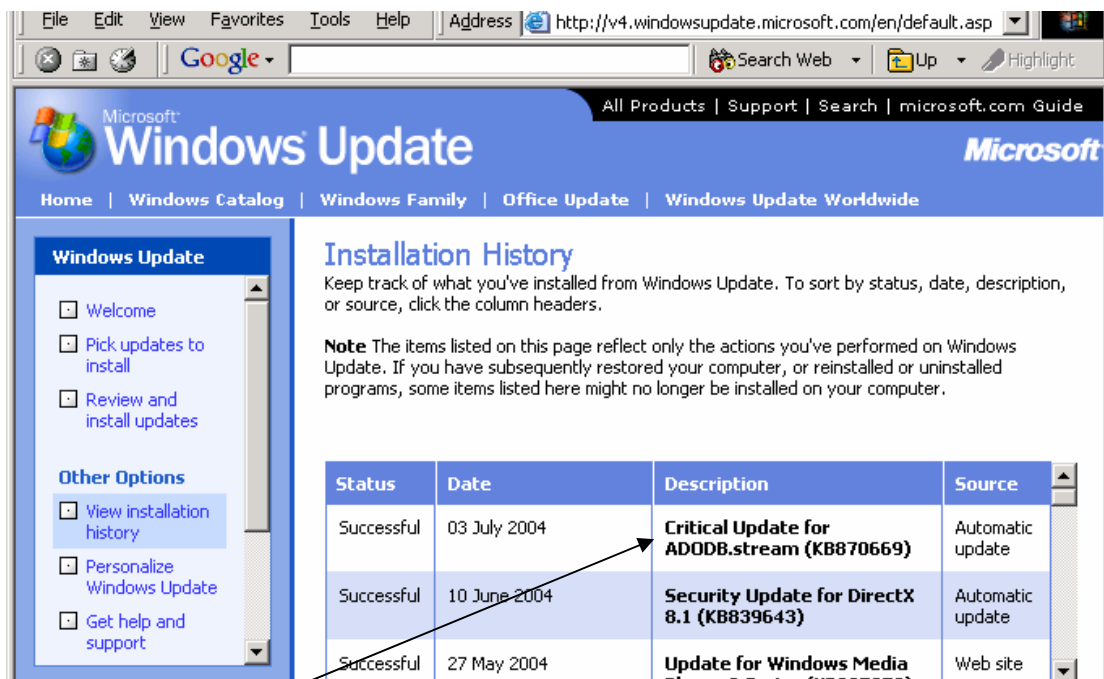 File Edit View Favorites Tools Help Address http://v4.windowsupdate.microsoft.com/en/default.asp
Google Search Web Up Highlight
All Products | Support | Search | microsoft.com Guide
Microsoft
Windows Update
Microsoft
Home | Windows Catalog | Windows Family | Office Update | Windows Update Worldwide
Windows Update
Welcome
Pick updates to
install
Review and
install updates
Other Options
View installation
history
Personalize
Windows Update
Get help and
support
Installation History
Keep track of what you've installed from Windows Update. To sort by status, date, description,
or source, click the column headers.
Note The items listed on this page reflect only the actions you've performed on Windows
Update. If you have subsequently restored your computer, or reinstalled or uninstalled
programs, some items listed here might no longer be installed on your computer.
Status Date Description Source
Successful 03 July 2004 Critical Update for Automatic
ADODB.stream (KB870669) update
Successful 10 June 2004 Security Update for DirectX Automatic
8.1 (KB839643) update
Successful 27 May 2004 Update for Windows Media Web site